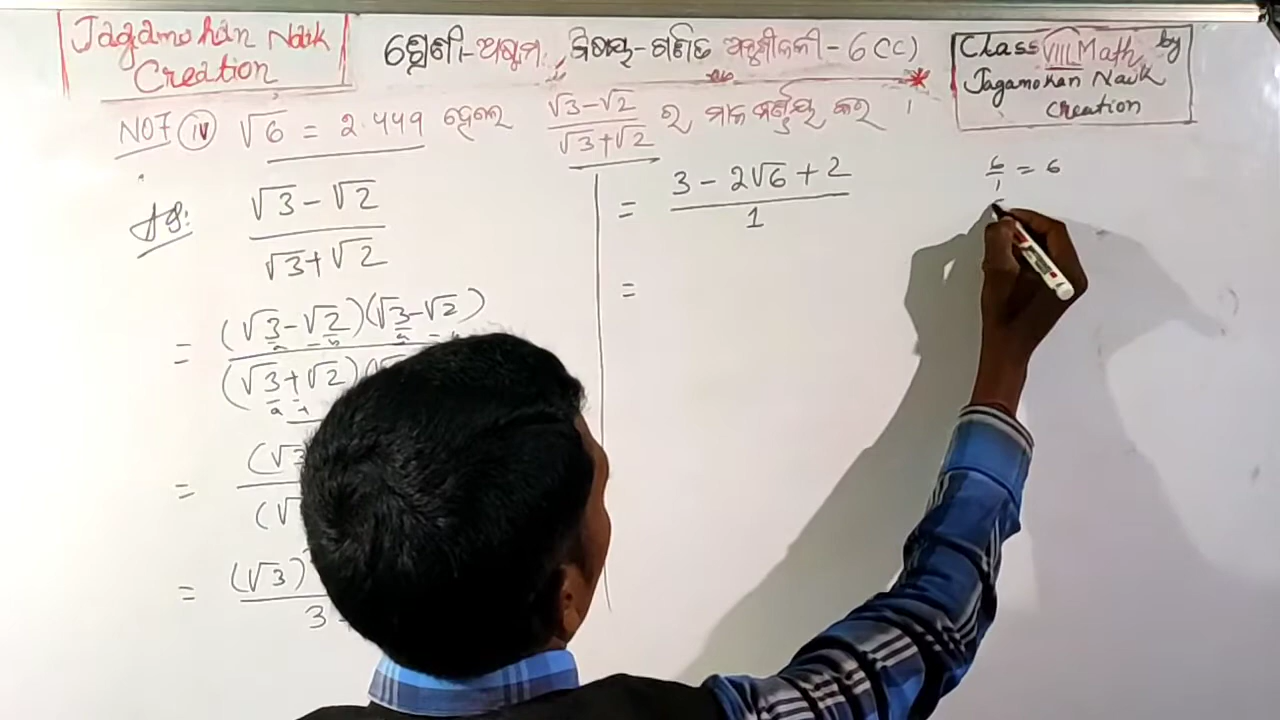 Jagamohan Naik
Creation
ଶ୍ରେଣୀ-ଅଷ୍ଟମ, ବିଷୟ-ଗଣିତ ଅନୁଶୀଳନୀ-6(C)
Class VIII Math by
Jagamohan Naik
creation
NO7 (iv) √6 = 2.449 ହେଲେ (√3-√2)/(√3+√2) ର ମାନ ନିର୍ଣ୍ଣୟ କର ।
(√3-√2)/(√3+√2)
= (√3-√2)(√3-√2)
(√3+√2)
a - b a - b
a +
= (√3
(√
= (√3)
3
= (3-2√6+2)/1
=
6/1 = 6